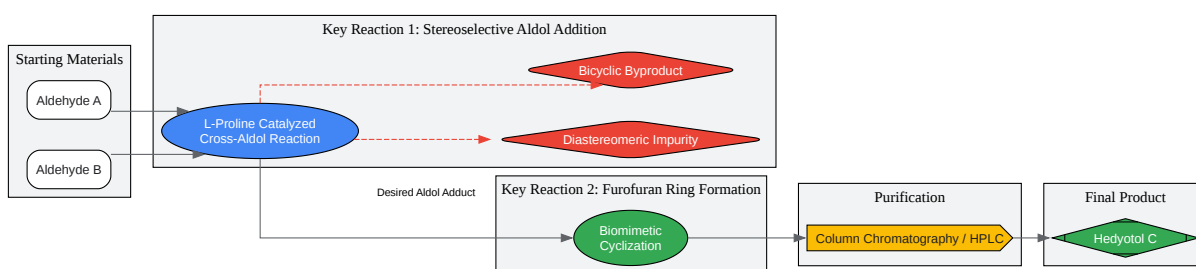 Starting Materials
Aldehyde A
Aldehyde B
Key Reaction 1: Stereoselective Aldol Addition
L-Proline Catalyzed
Cross-Aldol Reaction
Bicyclic Byproduct
Diastereomeric Impurity
Desired Aldol Adduct
Key Reaction 2: Furofuran Ring Formation
Biomimetic
Cyclization
Purification
Column Chromatography / HPLC
Final Product
Hedyotol C